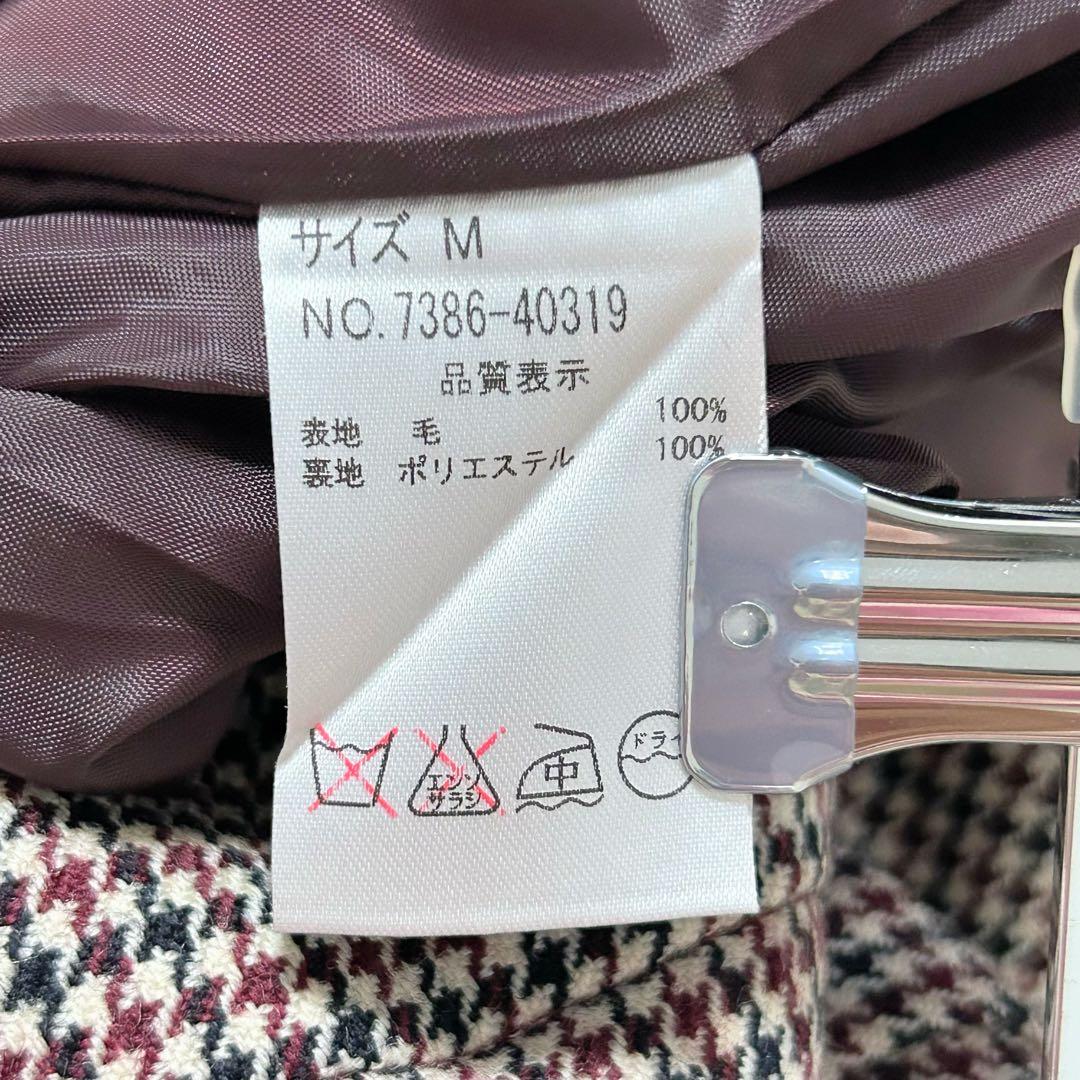 サイズ M
NO.7386-40319
品質表示
表地 毛 100%
裏地 ポリエステル 100%
エンソ サラシ 中 ドライ